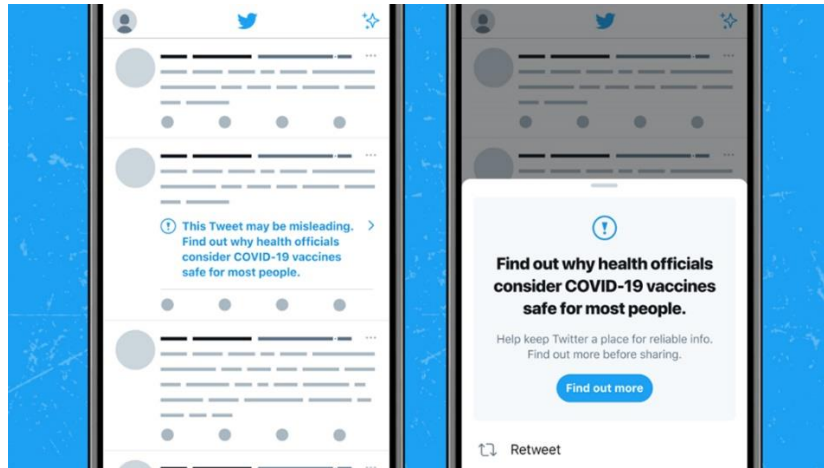 This Tweet may be misleading.
Find out why health officials
consider COVID-19 vaccines
safe for most people.
Find out why health officials
consider COVID-19 vaccines
safe for most people.
Help keep Twitter a place for reliable info.
Find out more before sharing.
Find out more
Retweet